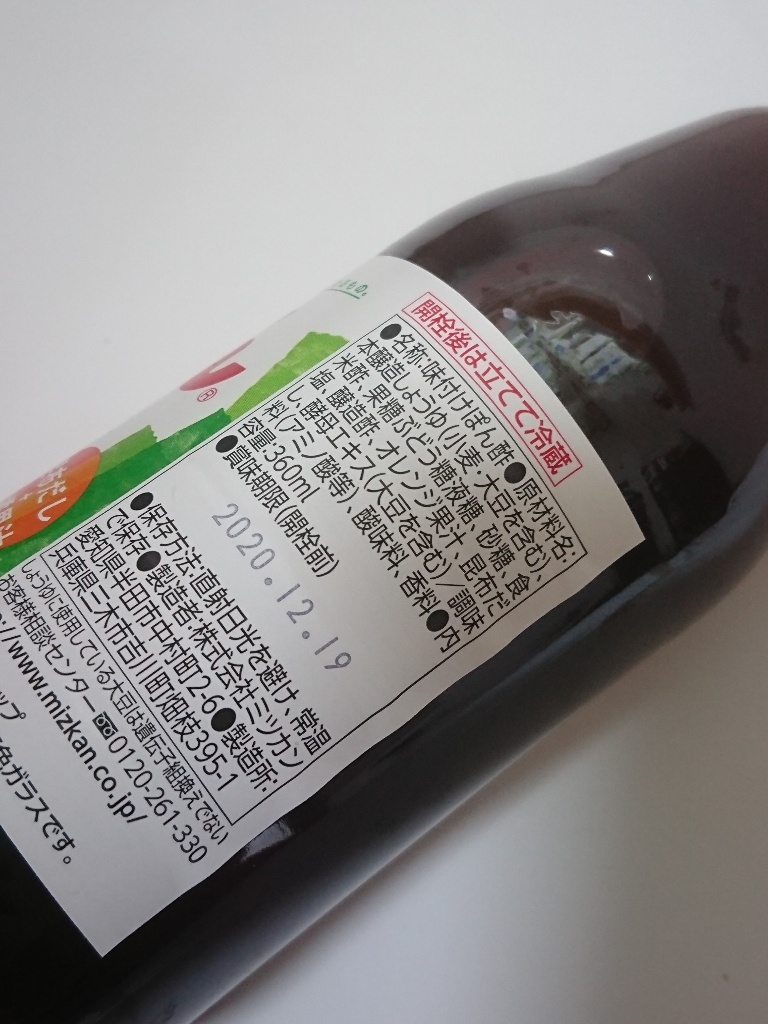 開栓後は立てて冷蔵
●名称:味付けぽん酢●原材料名:
本醸造しょうゆ(小麦・大豆を含む)、
米酢、果糖ぶどう糖液糖、砂糖、食
塩、醸造酢、オレンジ果汁、昆布だ
し、酵母エキス(大豆を含む)/調味
料(アミノ酸等)、酸味料、香料●内
容量:360ml
●賞味期限(開栓前)
2020.12.19
●保存方法:直射日光を避け、常温
で保存●製造者:株式会社ミツカン
愛知県半田市中村町2-6●製造所:
兵庫県三木市吉川町畑枝395-1
しょうゆに使用している大豆は遺伝子組換えでない
お客様相談センター 0120-261-330
www.mizkan.co.jp/
ップ
色ガラスです。
おだし
®